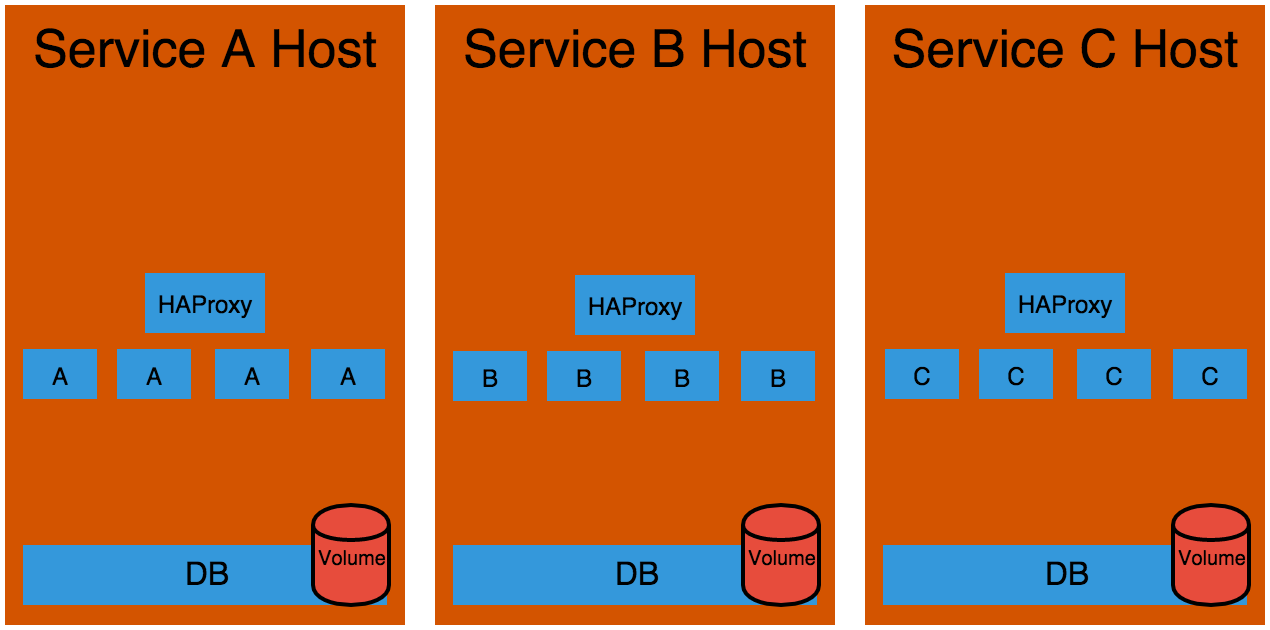 Service A Host
HAProxy
A A A A
Volume
DB
Service B Host
HAProxy
B B B B
Volume
DB
Service C Host
HAProxy
C C C C
Volume
DB